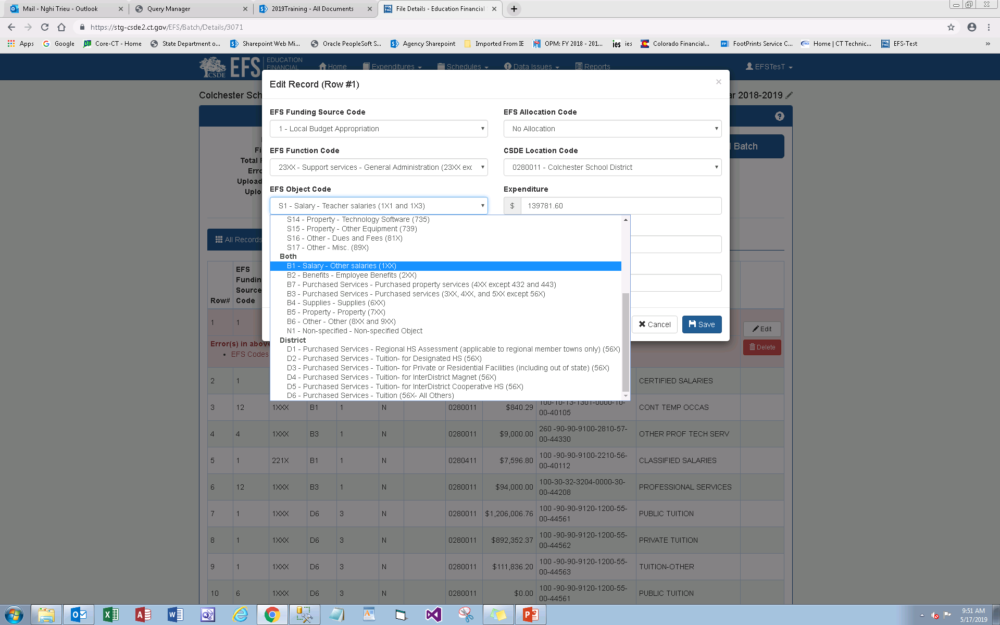 Mail - Nghi Trieu - Outlook
Query Manager
2019Training - All Documents
File Details - Education Financial
https://stg-csde2.ct.gov/EFS/Batch/Details/3071
Apps
Google
Core-CT - Home
State Department o...
Sharepoint Web Mi...
Oracle PeopleSoft S...
Agency Sharepoint
Imported From IE
OPM: FY 2018 - 201...
ies ies
Colorado Financial...
FootPrints Service C...
Home | CT Technic...
EFS-Test
»
CSDE EFS EDUCATION
FINANCIAL
Home
Expenditures
Schedules
Data Issues
Reports
EFSTesT
Colchester Sch
ar 2018-2019
Edit Record (Row #1)
×
EFS Funding Source Code
1 - Local Budget Appropriation
EFS Allocation Code
No Allocation
EFS Function Code
23XX - Support services - General Administration (23XX exc
CSDE Location Code
0280011 - Colchester School District
EFS Object Code
S1 - Salary - Teacher salaries (1X1 and 1X3)
Expenditure
$ 139781.60
S14 - Property - Technology Software (735)
S15 - Property - Other Equipment (739)
S16 - Other - Dues and Fees (81X)
S17 - Other - Misc. (89X)
Both
B1 - Salary - Other salaries (1XX)
B2 - Benefits - Employee Benefits (2XX)
B7 - Purchased Services - Purchased property services (4XX except 432 and 443)
B3 - Purchased Services - Purchased services (3XX, 4XX, and 5XX except 56X)
B4 - Supplies - Supplies (6XX)
B5 - Property - Property (7XX)
B6 - Other - Other (8XX and 9XX)
N1 - Non-specified - Non-specified Object
District
D1 - Purchased Services - Regional HS Assessment (applicable to regional member towns only) (56X)
D2 - Purchased Services - Tuition- for Designated HS (56X)
D3 - Purchased Services - Tuition- for Private or Residential Facilities (including out of state) (56X)
D4 - Purchased Services - Tuition- for InterDistrict Magnet (56X)
D5 - Purchased Services - Tuition- for InterDistrict Cooperative HS (56X)
D6 - Purchased Services - Tuition (56X- All Others)
Cancel
Save
Fi
Total
Erro
Upload
Uplo
Batch
All Records
Row#
EFS
Fundin
Source
Code
1 1
Edit
Delete
Error(s) in above
EFS Codes
2 1 CERTIFIED SALARIES
3 12 1XXX B1 1 N 0280011 $840.29 100-10-13-1301-0000-10-
00-40105 CONT TEMP OCCAS
4 4 1XXX B3 1 N 0280011 $9,000.00 260 -90-90-9100-2810-57-
00-44330 OTHER PROF TECH SERV
5 1 221X B1 1 N 0280411 $7,596.80 100 -90-90-9100-2210-56-
00-40112 CLASSIFIED SALARIES
6 12 1XXX B3 1 N 0280011 $94,000.00 100-30-32-3204-0000-30-
00-44208 PROFESSIONAL SERVICES
7 1 1XXX D6 3 N 0280011 $1,206,006.76 100 -90-90-9120-1200-55-
00-44561 PUBLIC TUITION
8 1 1XXX D6 3 N 0280011 $892,352.37 100 -90-90-9120-1200-55-
00-44562 PRIVATE TUITION
9 1 1XXX D6 3 N 0280011 $111,836.20 100 -90-90-9120-1200-55-
00-44563 TUITION-OTHER
10 6 1XXX D6 3 N 0280011 $0.00 100 -90-90-9120-1200-55-
00-44561 PUBLIC TUITION
9:51 AM
5/17/2019